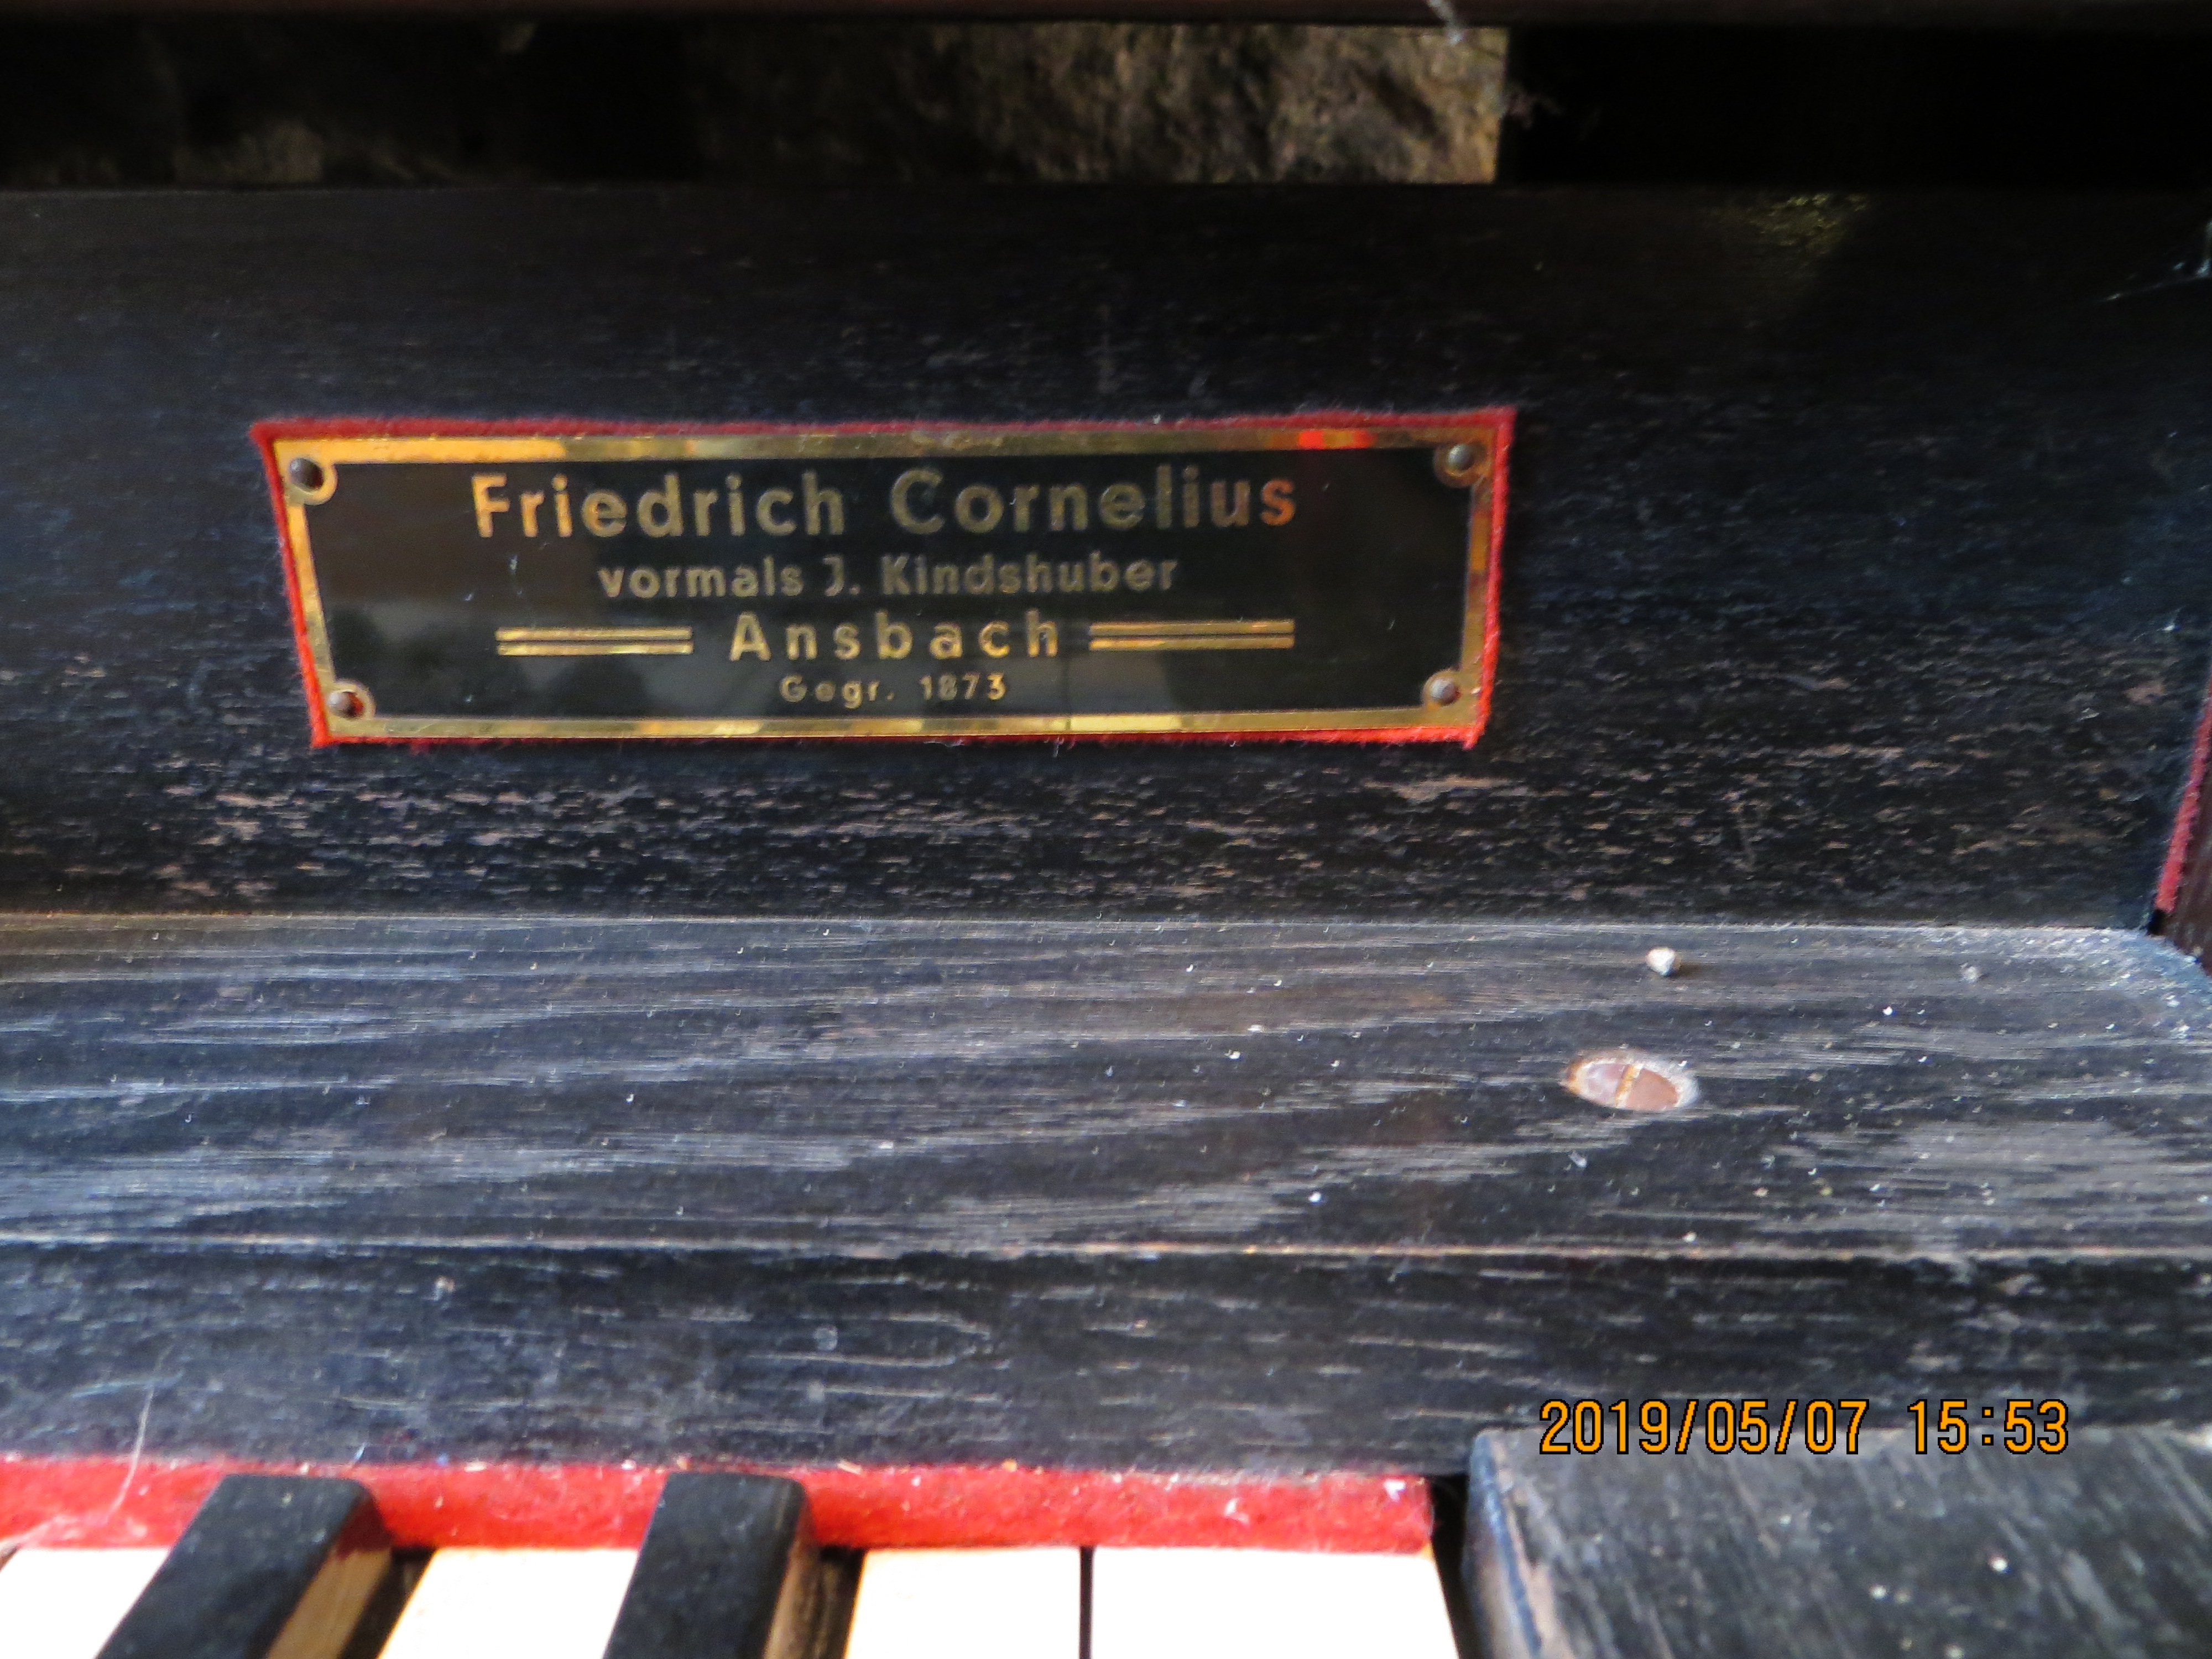 Friedrich Cornelius
vormals J. Kindshuber
Ansbach
Gegr. 1873
2019/05/07 15:53